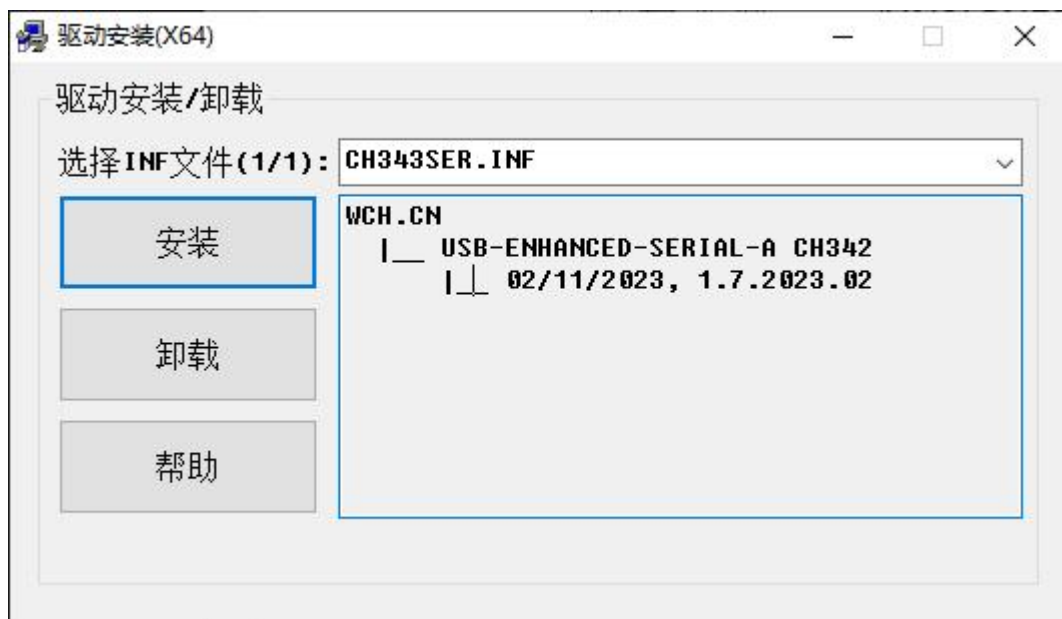 驱动安装(X64)
驱动安装/卸载
选择INF文件(1/1): CH343SER.INF
安装
卸载
帮助
WCH.CN
|__ USB-ENHANCED-SERIAL-A CH342
|__ 02/11/2023, 1.7.2023.02